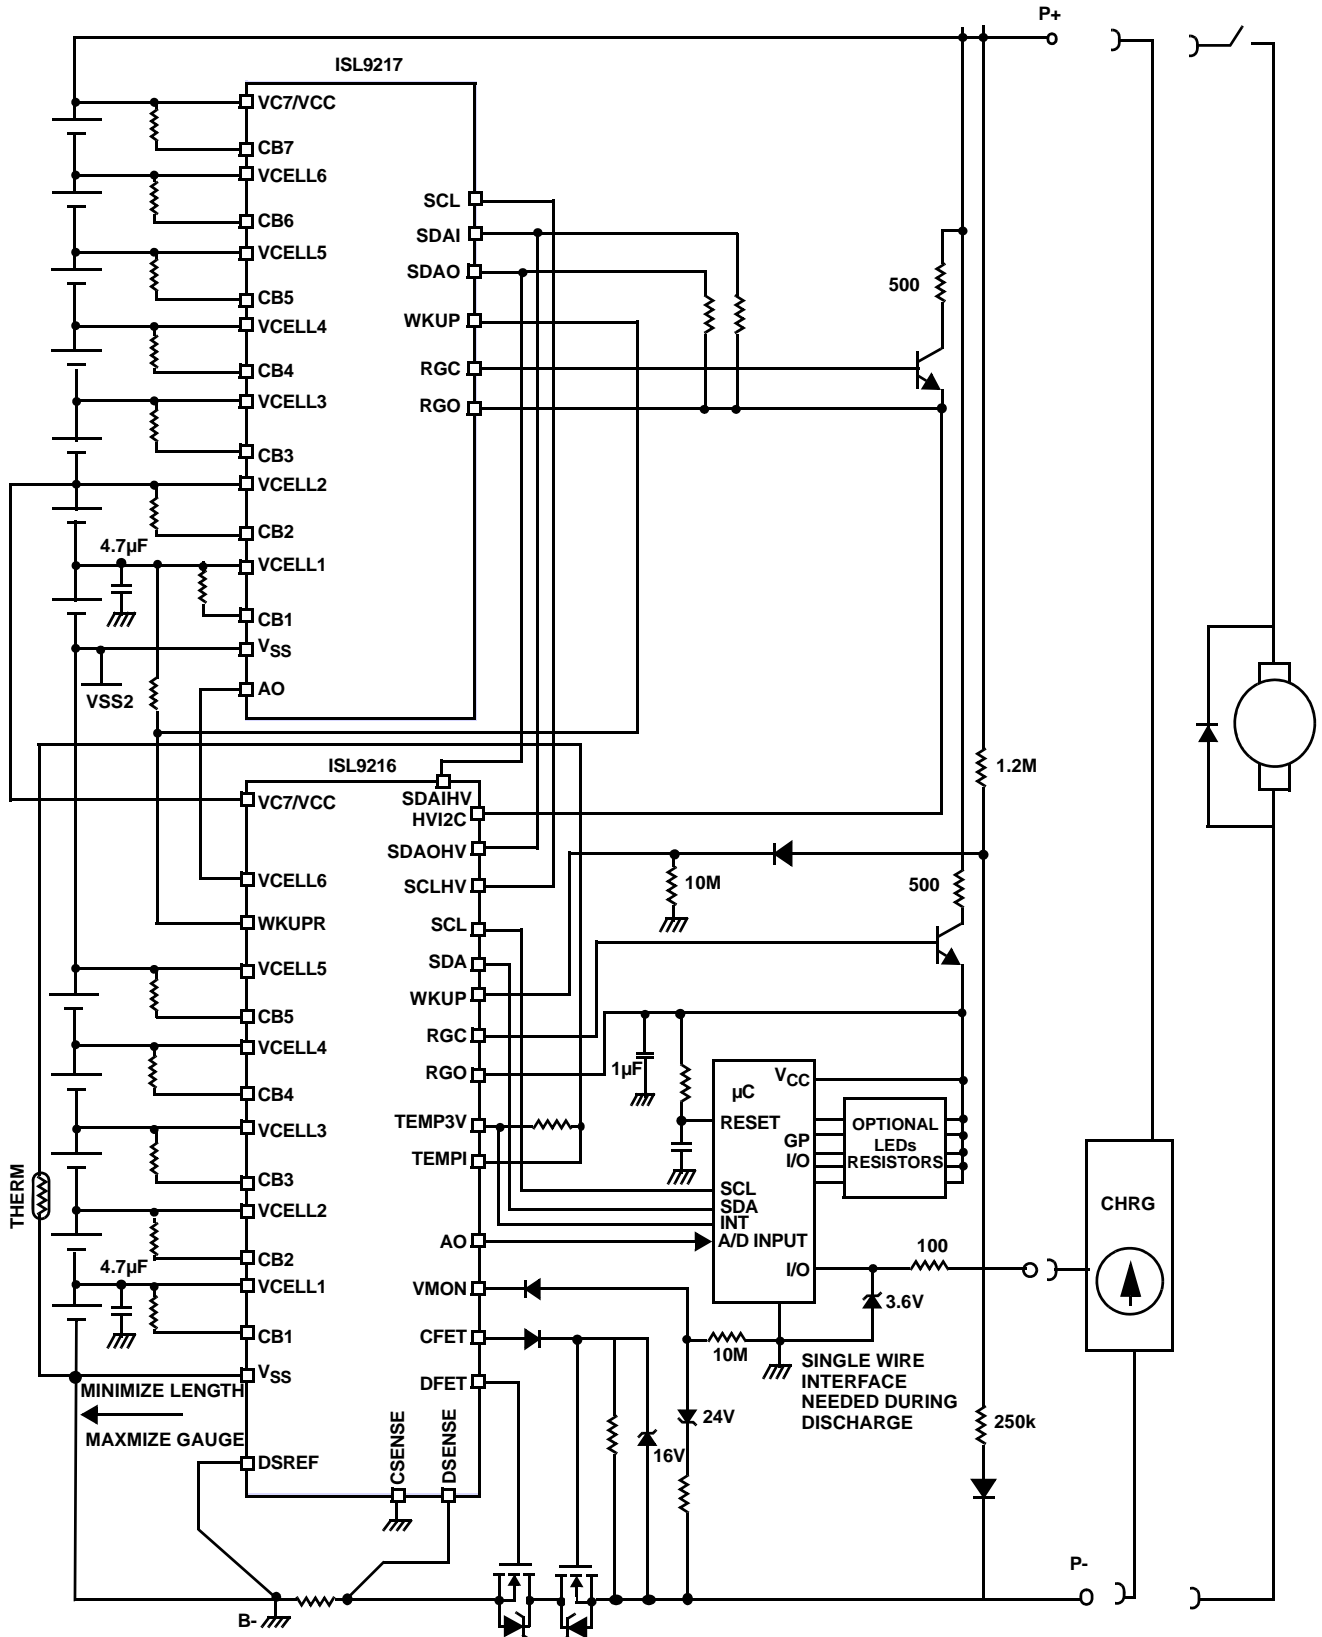 P+
ISL9217
VC7/VCC
CB7
VCELL6
SCL
CB6
SDAI
VCELL5
SDAO
500
CB5
VCELL4
WKUP
CB4
RGC
VCELL3
RGO
CB3
VCELL2
CB2
4.7µF
VCELL1
CB1
VSS
AO
VSS2
ISL9216
1.2M
VC7/VCC
SDAIHV
HVI2C
SDAOHV
VCELL6
SCLHV
10M
500
WKUPR
SCL
VCELL5
SDA
WKUP
CB5
RGC
VCELL4
RGO
1µF
VCC
µC
CB4
TEMP3V
RESET
OPTIONAL
LEDs
RESISTORS
GP
I/O
VCELL3
TEMPI
CB3
THERM
SCL
SDA
INT
A/D INPUT
CHRG
VCELL2
AO
CB2
100
4.7µF
VCELL1
VMON
I/O
3.6V
CB1
CFET
10M
SINGLE WIRE
INTERFACE
NEEDED DURING
DISCHARGE
VSS
MINIMIZE LENGTH
DFET
MAXMIZE GAUGE
24V
250k
16V
DSREF
CSENSE
DSENSE
P-
B-